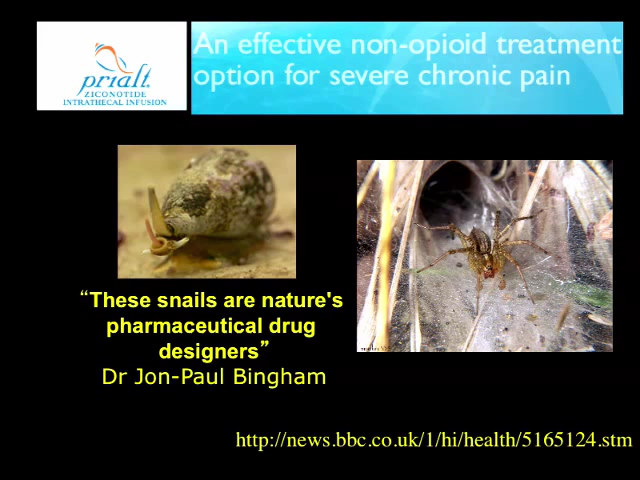 prialt.
ZICONOTIDE
INTRATHECAL INFUSION
An effective non-opioid treatment
option for severe chronic pain
“These snails are nature's
pharmaceutical drug
designers”
Dr Jon-Paul Bingham
http://news.bbc.co.uk/1/hi/health/5165124.stm